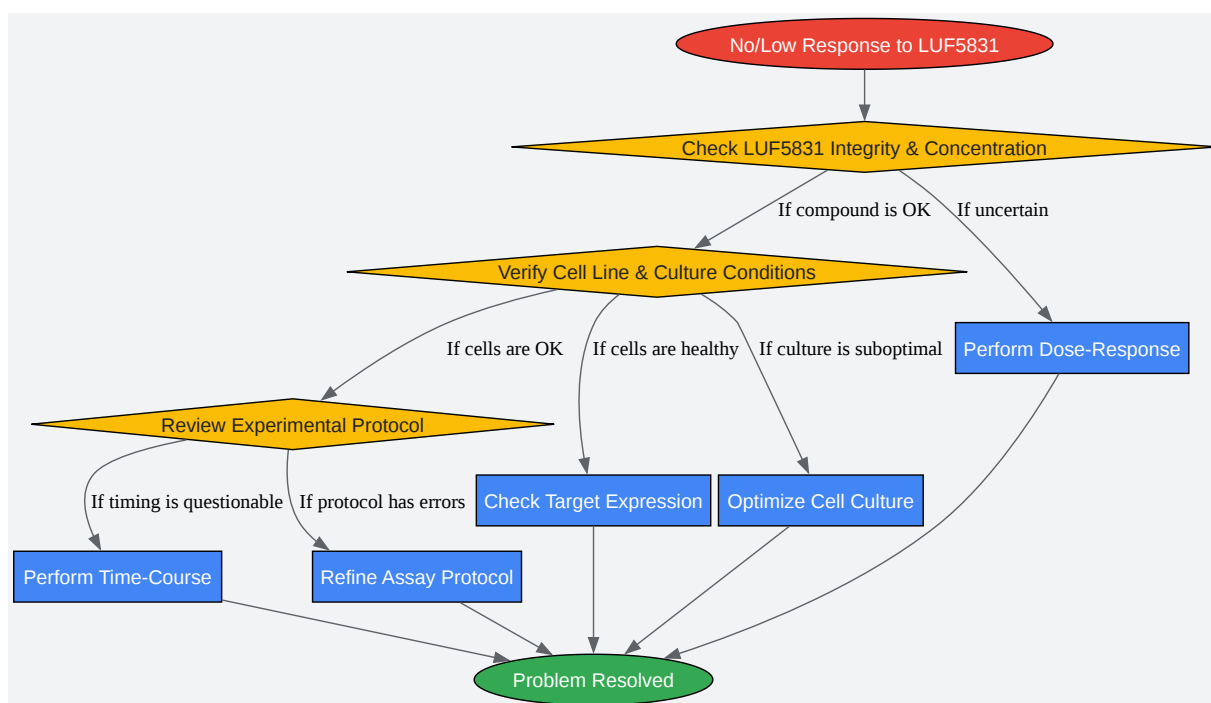 No/Low Response to LUF5831
Check LUF5831 Integrity & Concentration
If compound is OK
If uncertain
Verify Cell Line & Culture Conditions
If cells are OK
If cells are healthy
If culture is suboptimal
Perform Dose-Response
Review Experimental Protocol
If timing is questionable
If protocol has errors
Check Target Expression
Optimize Cell Culture
Perform Time-Course
Refine Assay Protocol
Problem Resolved